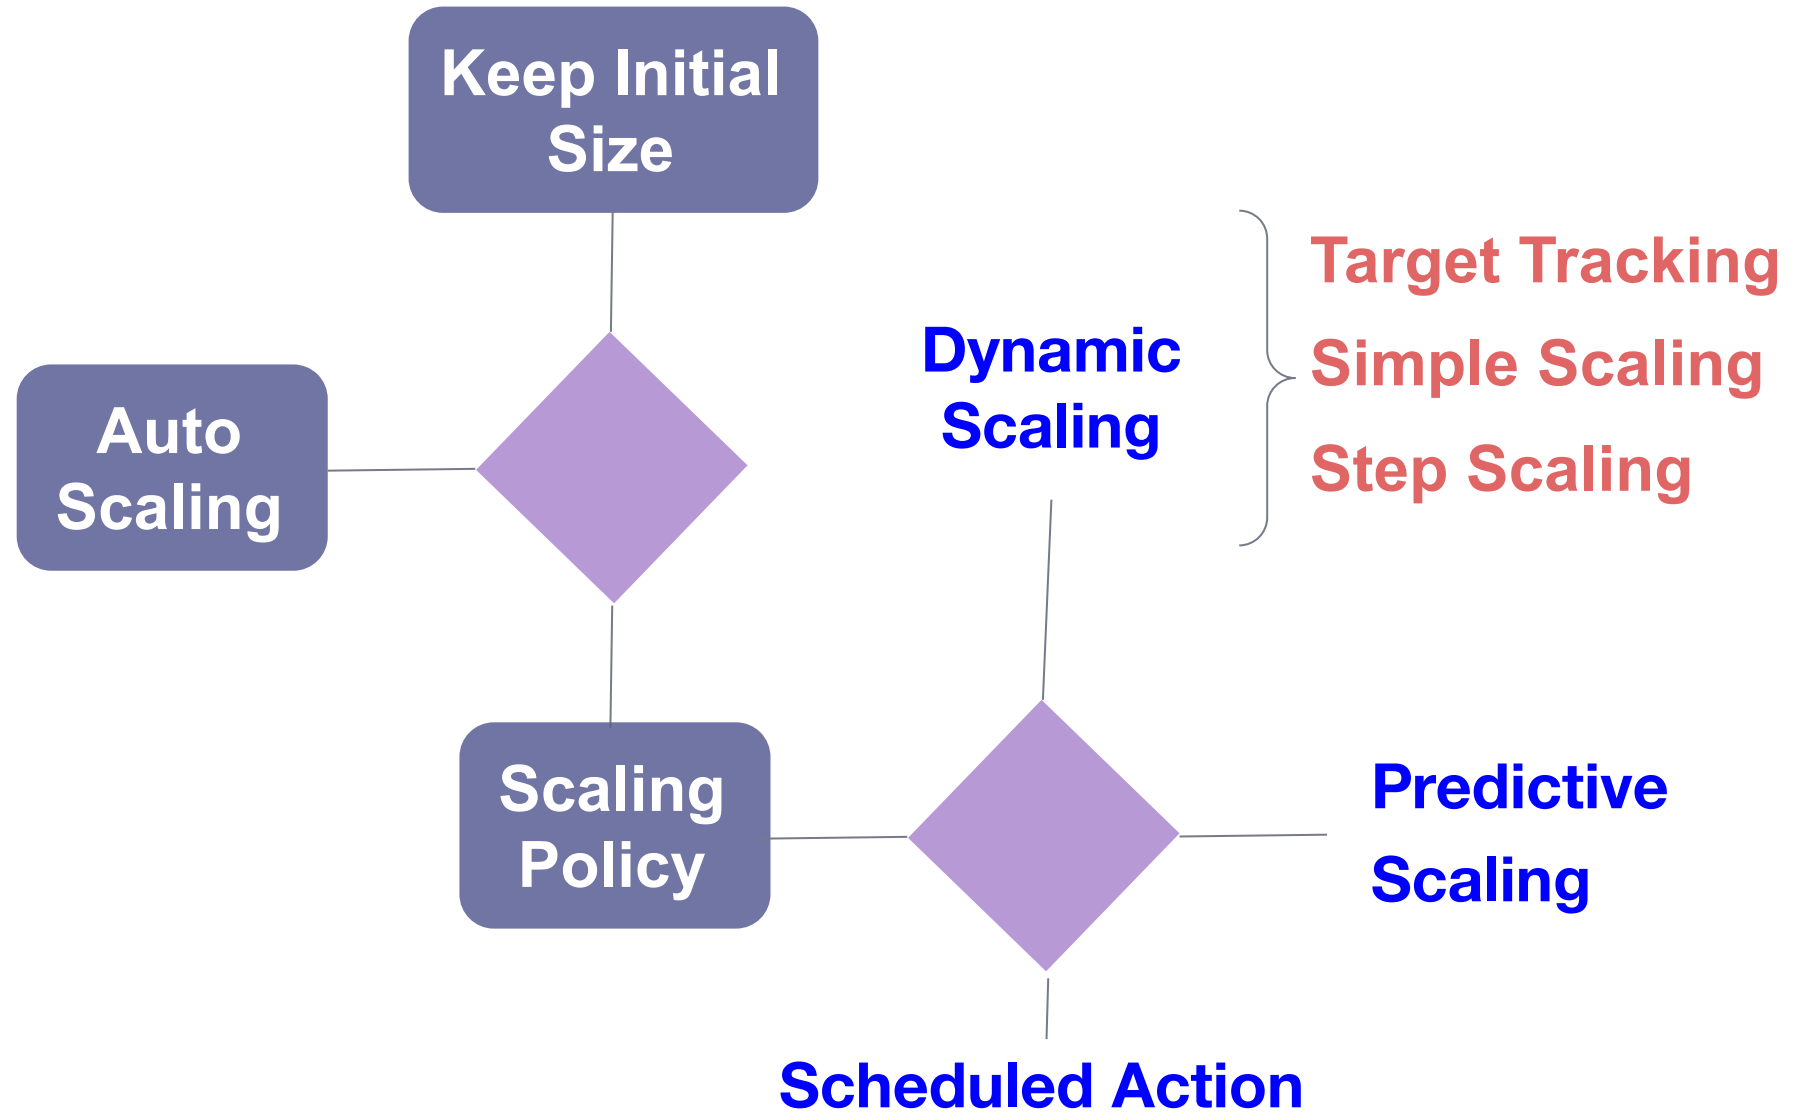 Keep Initial
Size
Target Tracking
Dynamic
Scaling
Simple Scaling
Step Scaling
Auto
Scaling
Scaling
Policy
Predictive
Scaling
Scheduled Action